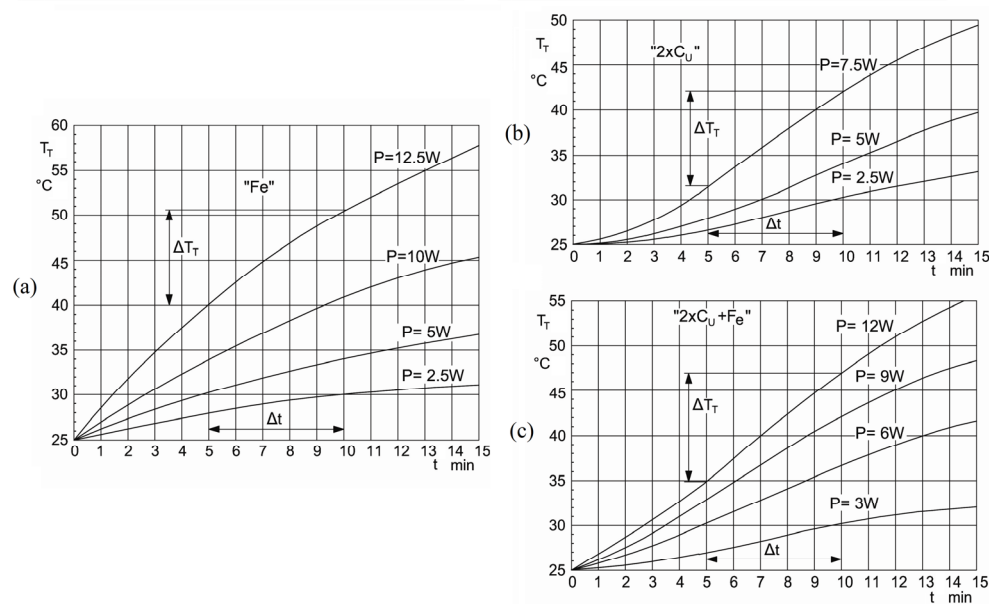 (a)
60
T_T
55
°C
50
45
40
35
30
25
"Fe"
P=12.5W
ΔT_T
P=10W
P= 5W
P= 2.5W
Δt
0 1 2 3 4 5 6 7 8 9 10 11 12 13 14 15
t min
(b)
50
T_T
45
°C
40
35
30
25
"2xC_U"
P=7.5W
ΔT_T
P= 5W
P= 2.5W
Δt
0 1 2 3 4 5 6 7 8 9 10 11 12 13 14 15
t min
(c)
55
T_T
50
°C
45
40
35
30
25
"2xC_U+Fe"
P= 12W
P= 9W
ΔT_T
P= 6W
P= 3W
Δt
0 1 2 3 4 5 6 7 8 9 10 11 12 13 14 15
t min